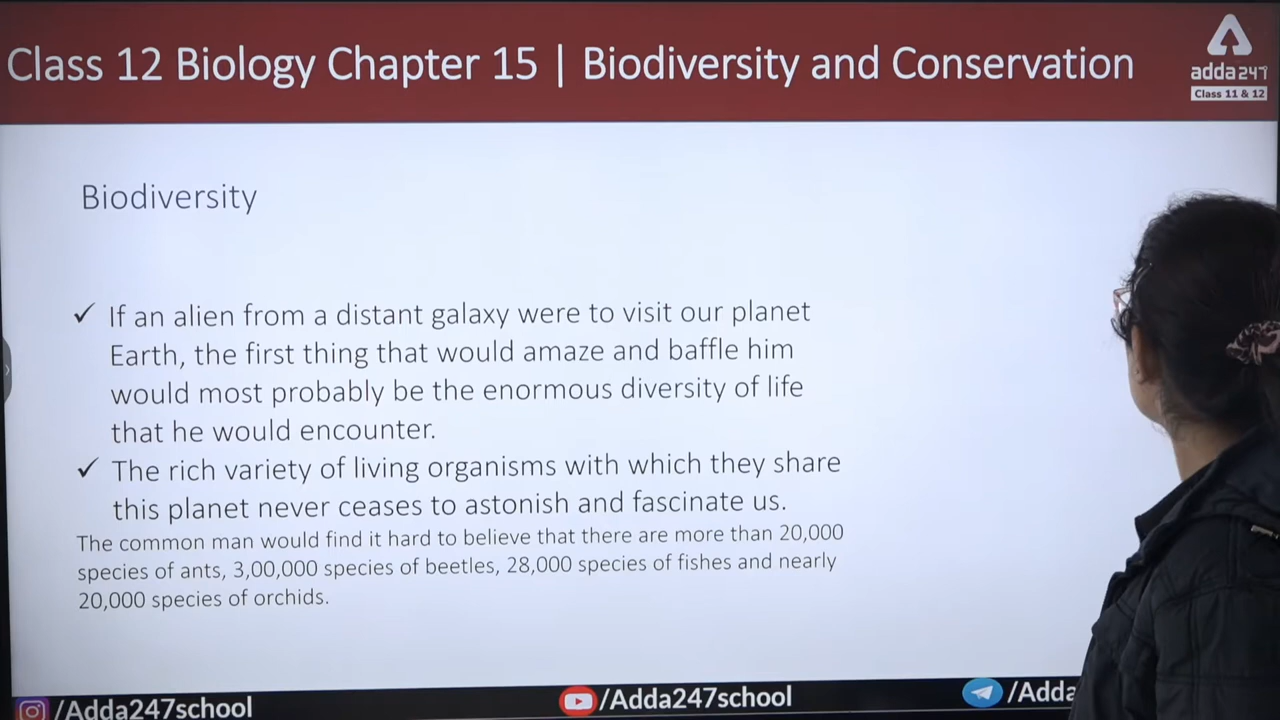 Class 12 Biology Chapter 15 | Biodiversity and Conservation
adda247
Class 11 & 12
Biodiversity
✓ If an alien from a distant galaxy were to visit our planet
Earth, the first thing that would amaze and baffle him
would most probably be the enormous diversity of life
that he would encounter.
✓ The rich variety of living organisms with which they share
this planet never ceases to astonish and fascinate us.
The common man would find it hard to believe that there are more than 20,000
species of ants, 3,00,000 species of beetles, 28,000 species of fishes and nearly
20,000 species of orchids.
/Adda247school
/Adda247school
/Adda